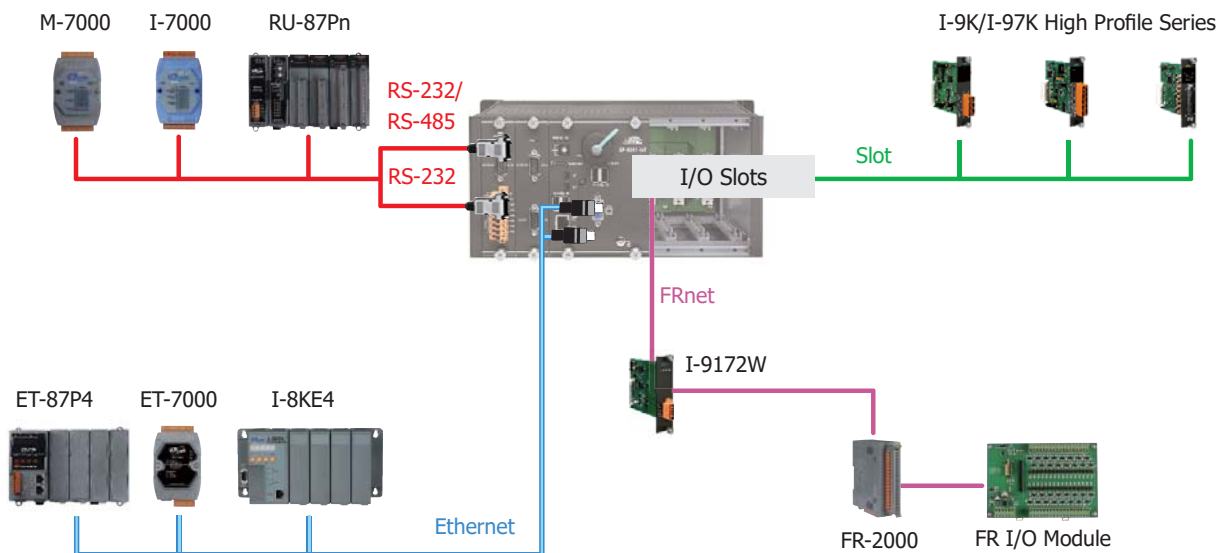 M-7000
I-7000
RU-87Pn
I-9K/I-97K High Profile Series
RS-232/
RS-485
RS-232
I/O Slots
Slot
FRnet
I-9172W
ET-87P4
ET-7000
I-8KE4
Ethernet
FR-2000
FR I/O Module